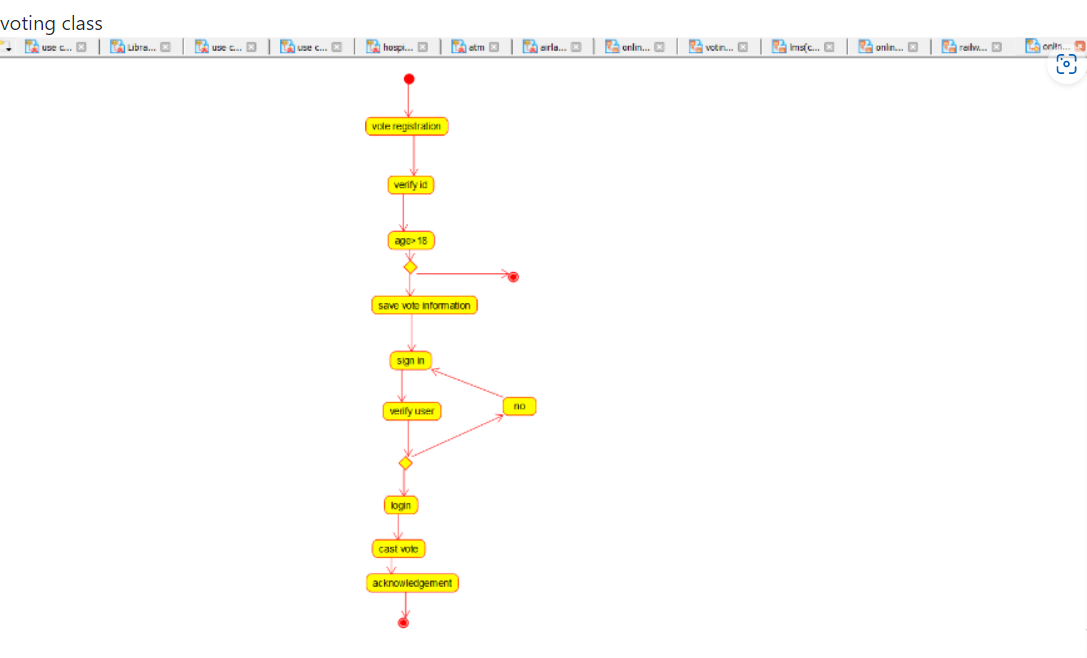 voting class
use c... Libra... use c... use c... hospi... atm airla... onlin... votin... lms(c... onlin... railw... onlin...
vote registration
verify id
age>18
save vote information
sign in
no
verify user
login
cast vote
acknowledgement